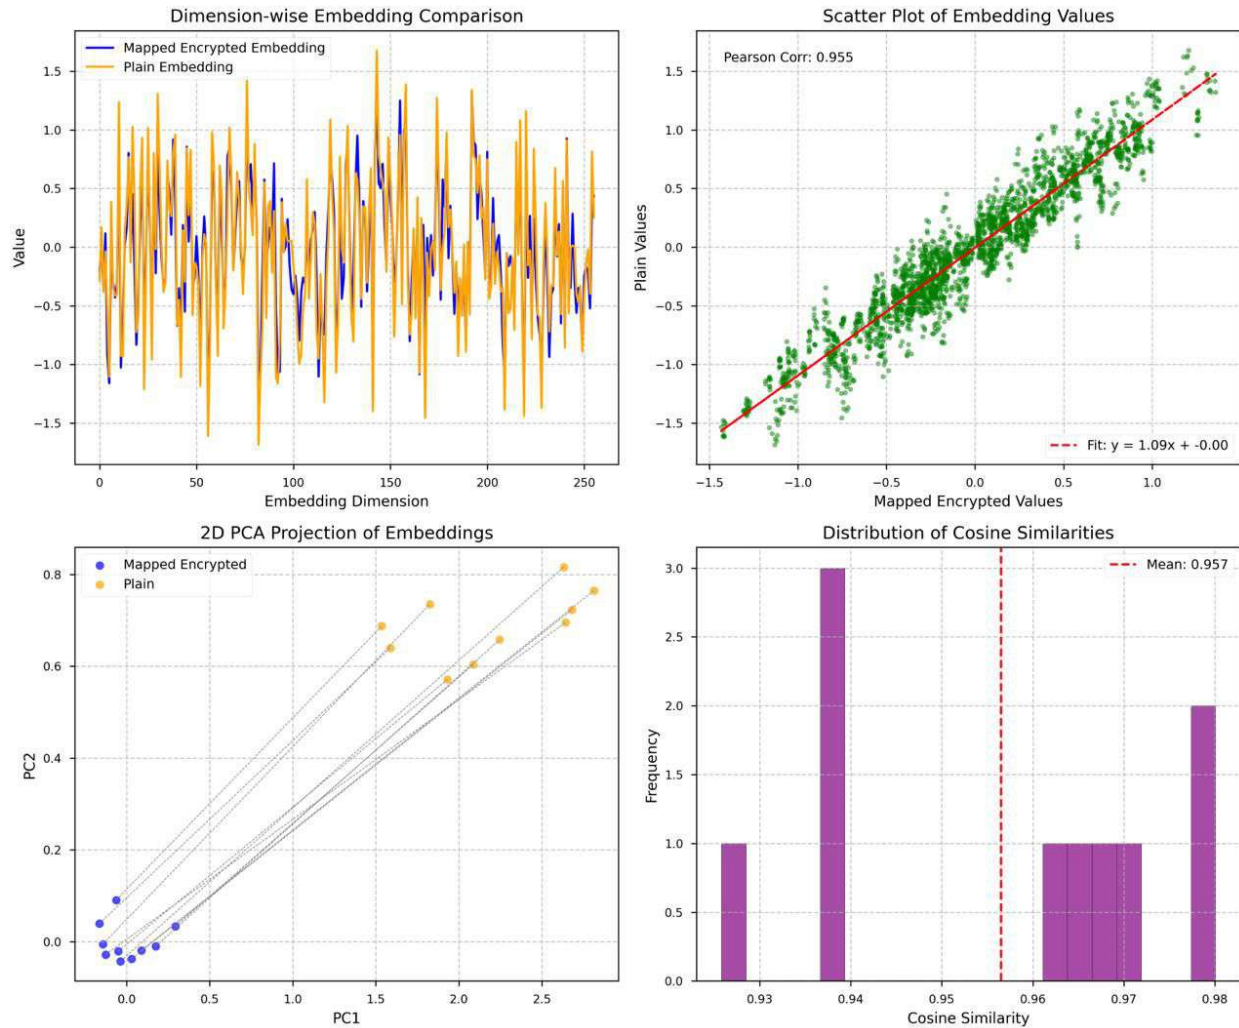 Dimension-wise Embedding Comparison
Mapped Encrypted Embedding
Plain Embedding
1.5
1.0
0.5
0.0
−0.5
−1.0
−1.5
Value
0 50 100 150 200 250
Embedding Dimension
Scatter Plot of Embedding Values
Pearson Corr: 0.955
1.5
1.0
0.5
0.0
−0.5
−1.0
−1.5
Plain Values
Fit: y = 1.09x + -0.00
−1.5 −1.0 −0.5 0.0 0.5 1.0
Mapped Encrypted Values
2D PCA Projection of Embeddings
Mapped Encrypted
Plain
0.8
0.6
0.4
0.2
0.0
PC2
0.0 0.5 1.0 1.5 2.0 2.5
PC1
Distribution of Cosine Similarities
Mean: 0.957
3.0
2.5
2.0
1.5
1.0
0.5
0.0
Frequency
0.93 0.94 0.95 0.96 0.97 0.98
Cosine Similarity